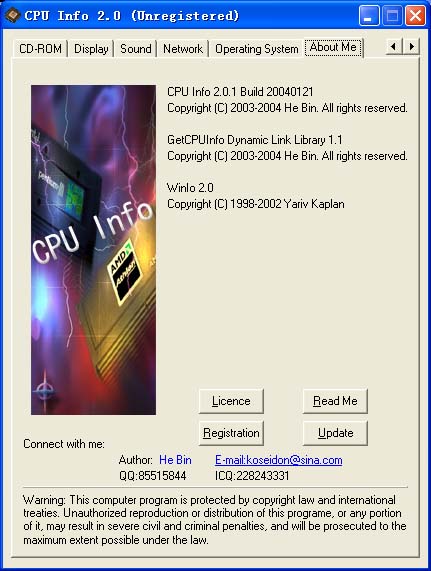 CPU Info 2.0 (Unregistered)
CD-ROM Display Sound Network Operating System About Me
CPU Info 2.0.1 Build 20040121
Copyright (C) 2003-2004 He Bin. All rights reserved.
GetCPUInfo Dynamic Link Library 1.1
Copyright (C) 2003-2004 He Bin. All rights reserved.
WinIo 2.0
Copyright (C) 1998-2002 Yariv Kaplan
pentium III
CPU Info
AMD
Athlon
Licence Read Me
Registration Update
Connect with me:
Author: He Bin E-mail:koseidon@sina.com
QQ:85515844 ICQ:228243331
Warning: This computer program is protected by copyright law and international
treaties. Unauthorized reproduction or distribution of this programe, or any portion
of it, may result in severe civil and criminal penalties, and will be prosecuted to the
maximum extent possible under the law.